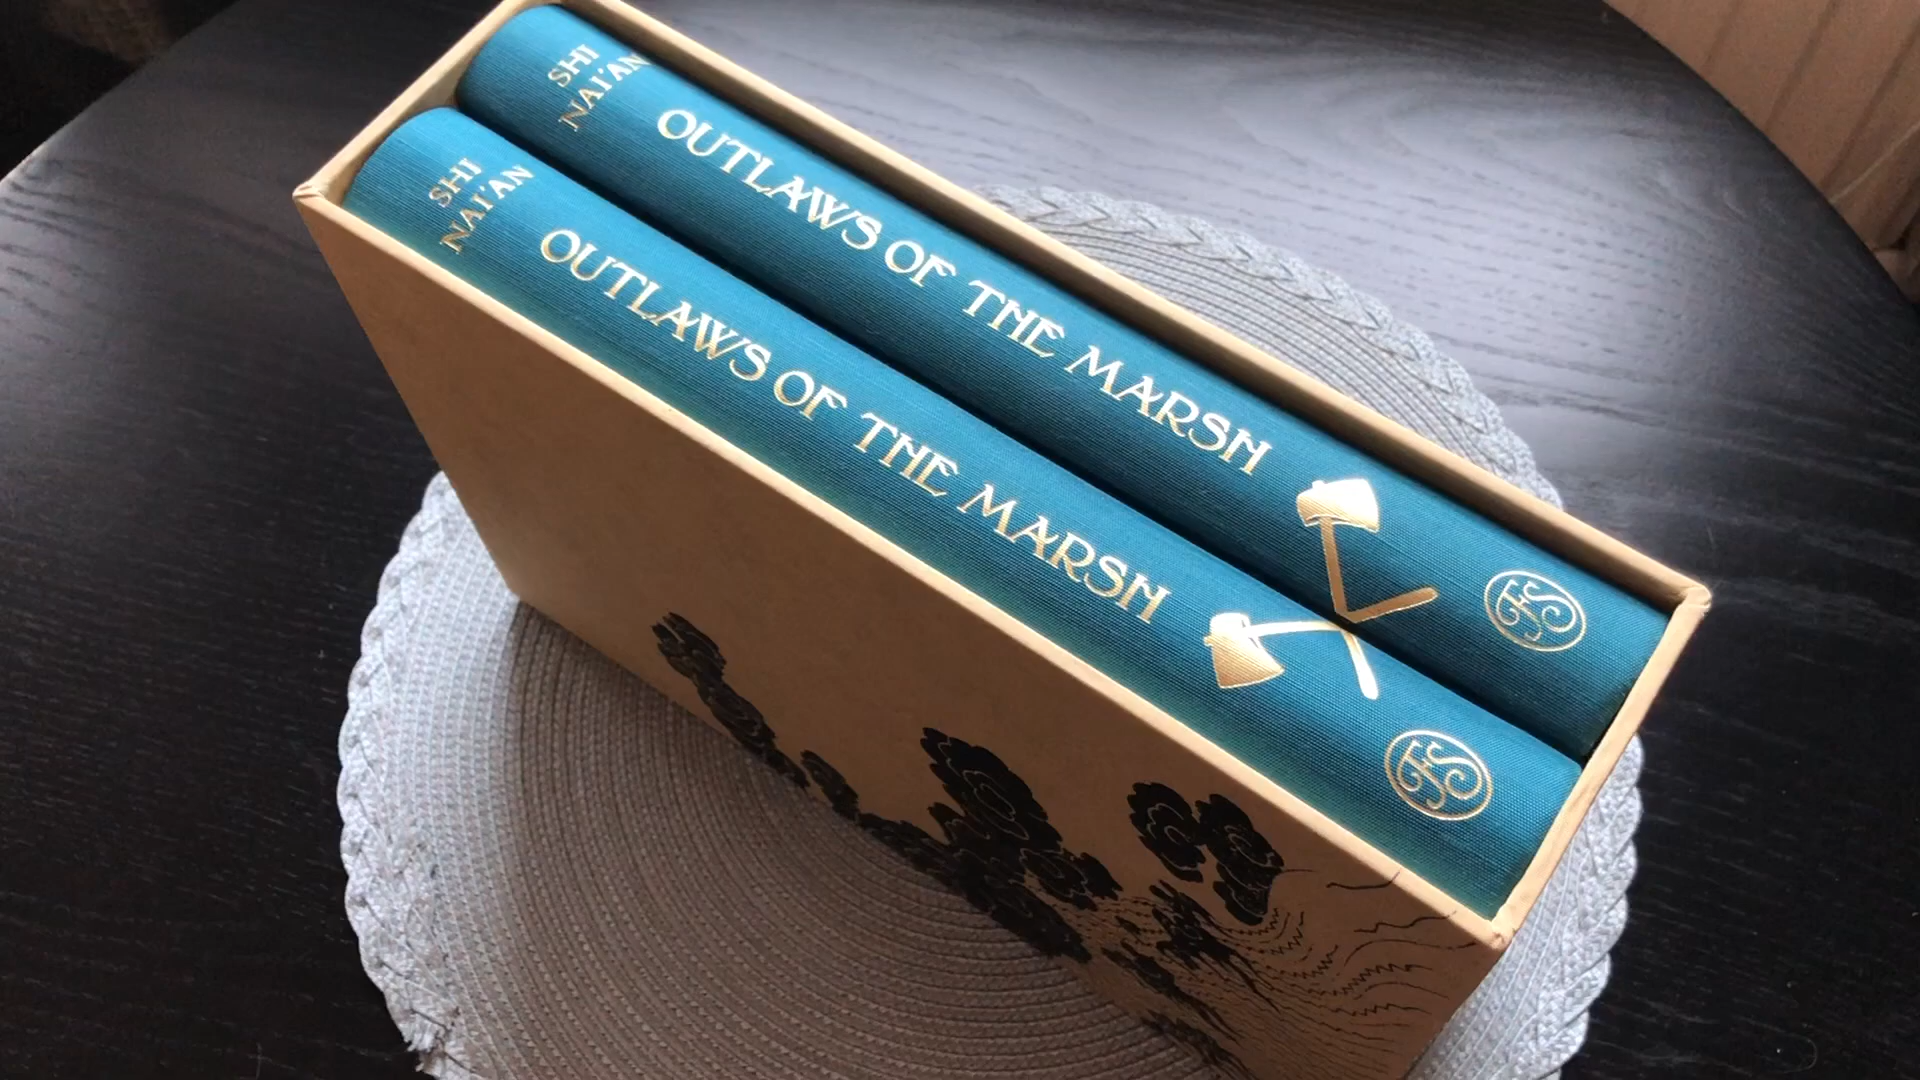 SHI
NAI'AN
OUTLAWS OF THE MARSH
FS
SHI
NAI'AN
OUTLAWS OF THE MARSH
FS